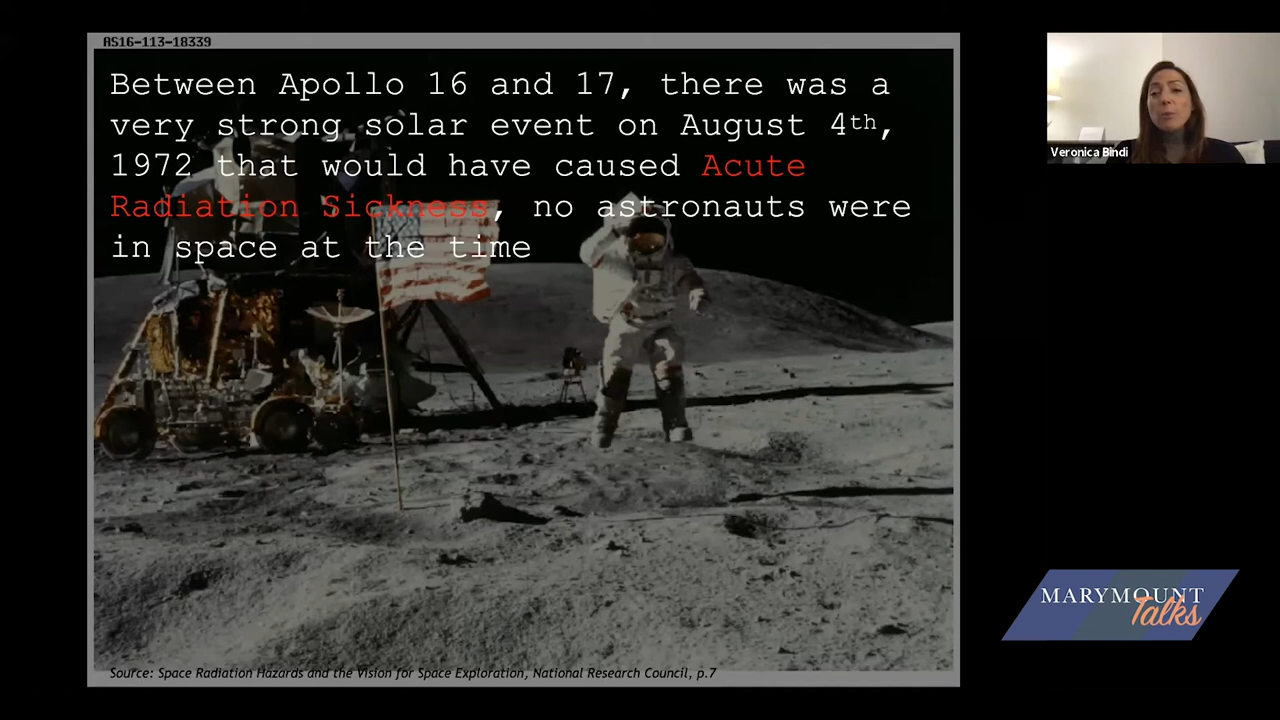 AS16-113-18339
Between Apollo 16 and 17, there was a
very strong solar event on August 4th,
1972 that would have caused Acute
Radiation Sickness, no astronauts were
in space at the time
Source: Space Radiation Hazards and the Vision for Space Exploration, National Research Council, p.7
Veronica Bindi
MARYMOUNT
Talks